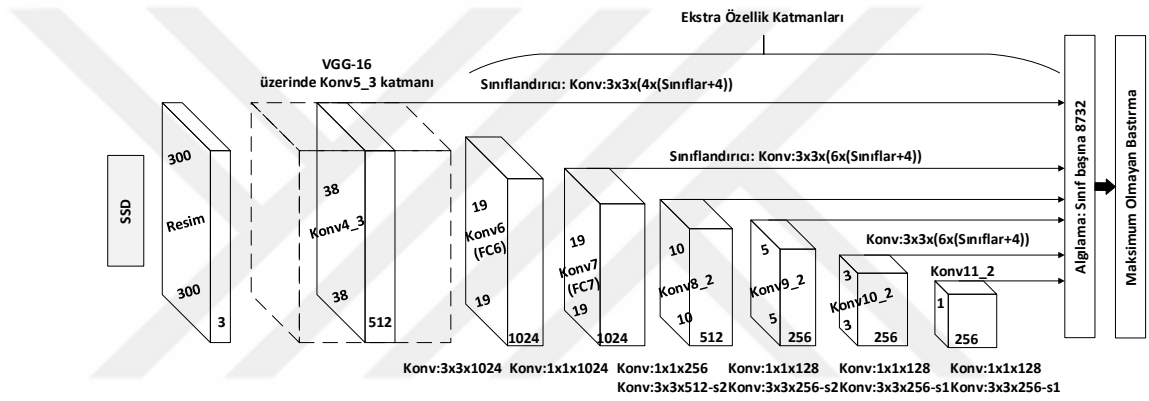 Ekstra Özellik Katmanları
VGG-16
üzerinde Konv5_3 katmanı
Sınıflandırıcı: Konv:3x3x(4x(Sınıflar+4))
Sınıflandırıcı: Konv:3x3x(6x(Sınıflar+4))
Konv:3x3x(6x(Sınıflar+4))
SSD
300
Resim
300
3
38
Konv4_3
38
512
19
Konv6
(FC6)
19
1024
19
Konv7
(FC7)
19
1024
10
Konv8_2
10
512
5
Konv9_2
5
256
3
Konv10_2
3
256
Konv11_2
1
256
Algılama: Sınıf başına 8732
Maksimum Olmayan Bastırma
Konv:3x3x1024 Konv:1x1x1024 Konv:1x1x256 Konv:1x1x128 Konv:1x1x128 Konv:1x1x128
Konv:3x3x512-s2 Konv:3x3x256-s2 Konv:3x3x256-s1 Konv:3x3x256-s1